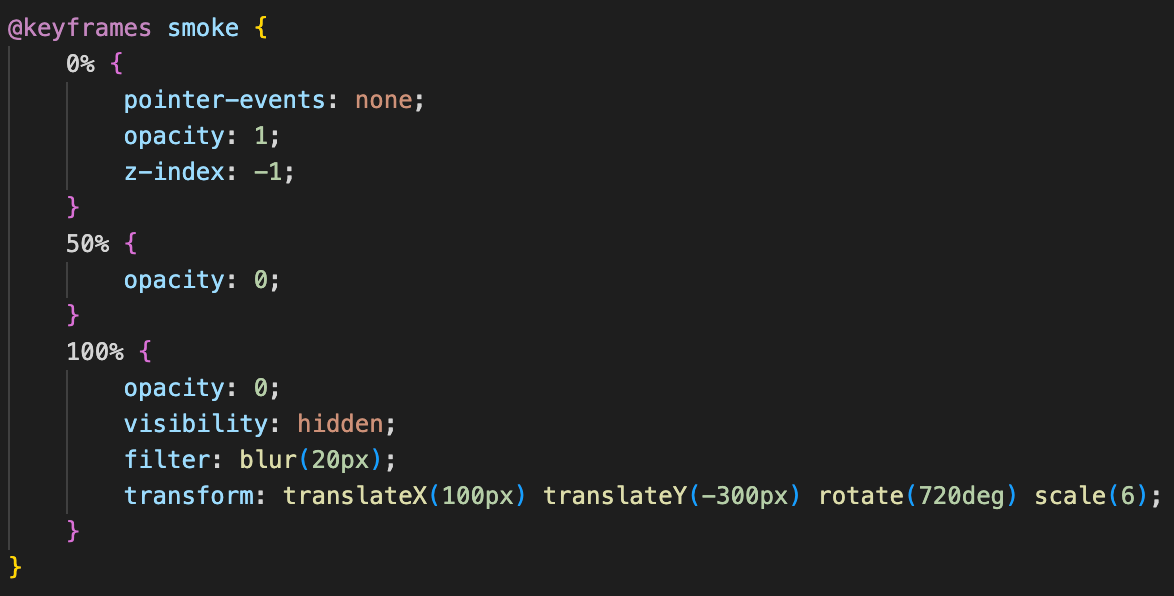 @keyframes smoke {
    0% {
        pointer-events: none;
        opacity: 1;
        z-index: -1;
    }
    50% {
        opacity: 0;
    }
    100% {
        opacity: 0;
        visibility: hidden;
        filter: blur(20px);
        transform: translateX(100px) translateY(-300px) rotate(720deg) scale(6);
    }
}